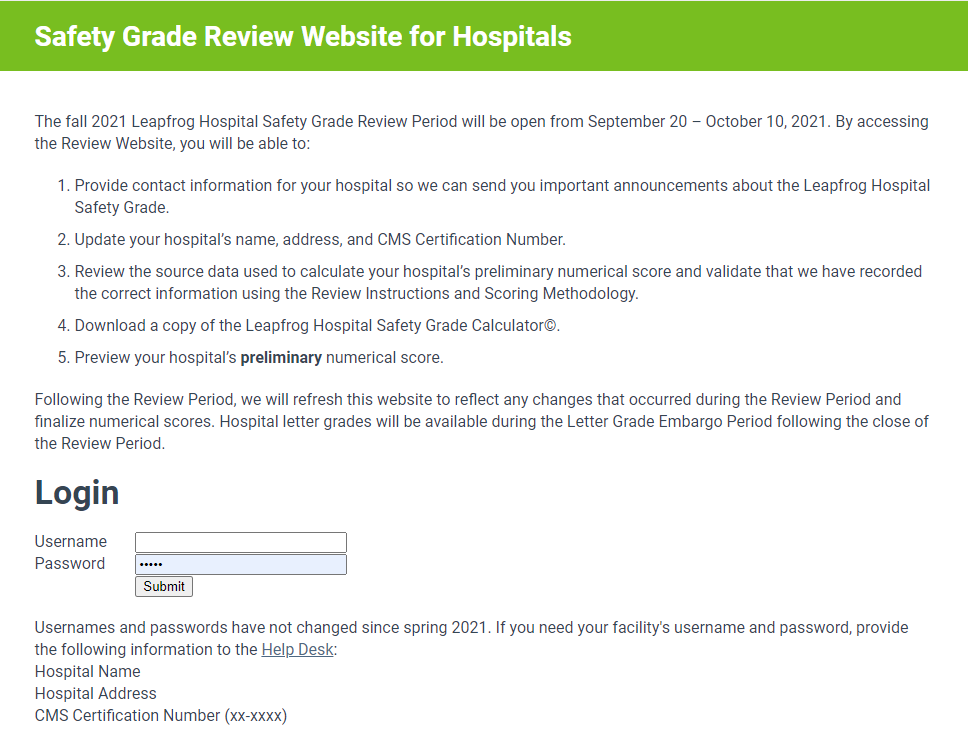 Safety Grade Review Website for Hospitals
The fall 2021 Leapfrog Hospital Safety Grade Review Period will be open from September 20 – October 10, 2021. By accessing
the Review Website, you will be able to:
1. Provide contact information for your hospital so we can send you important announcements about the Leapfrog Hospital
Safety Grade.
2. Update your hospital’s name, address, and CMS Certification Number.
3. Review the source data used to calculate your hospital’s preliminary numerical score and validate that we have recorded
the correct information using the Review Instructions and Scoring Methodology.
4. Download a copy of the Leapfrog Hospital Safety Grade Calculator©.
5. Preview your hospital’s preliminary numerical score.
Following the Review Period, we will refresh this website to reflect any changes that occurred during the Review Period and
finalize numerical scores. Hospital letter grades will be available during the Letter Grade Embargo Period following the close of
the Review Period.
Login
Username
Password •••••
Submit
Usernames and passwords have not changed since spring 2021. If you need your facility's username and password, provide
the following information to the Help Desk:
Hospital Name
Hospital Address
CMS Certification Number (xx-xxxx)